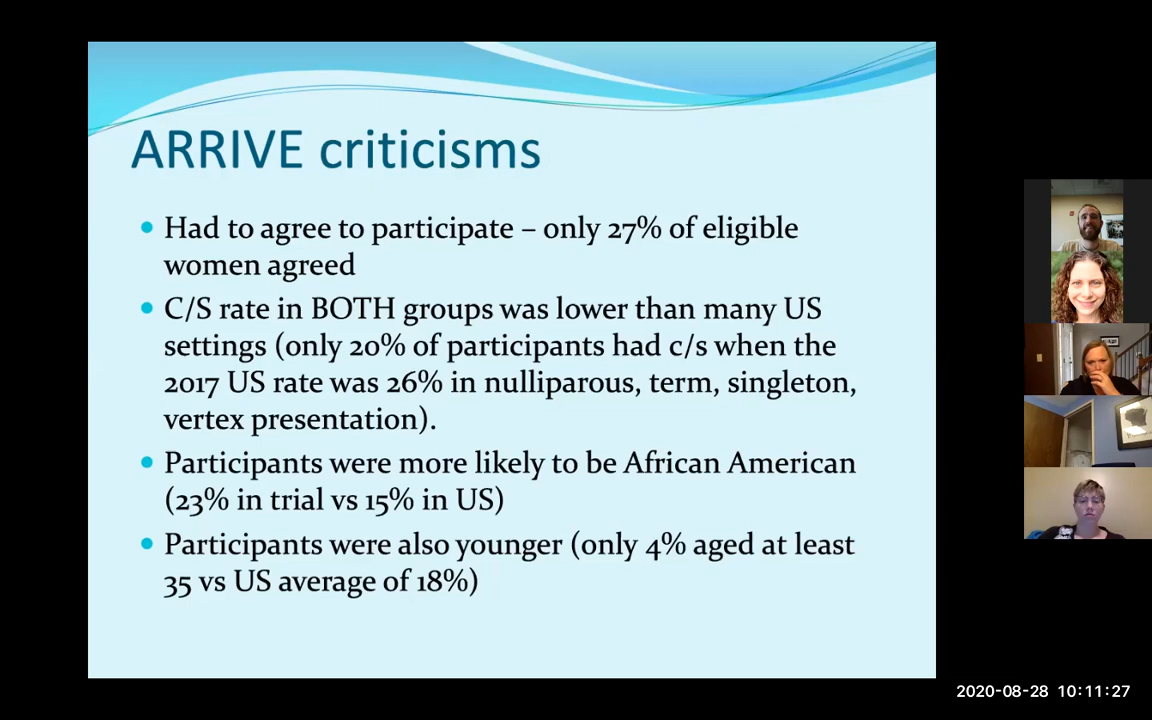 ARRIVE criticisms
• Had to agree to participate – only 27% of eligible
women agreed
• C/S rate in BOTH groups was lower than many US
settings (only 20% of participants had c/s when the
2017 US rate was 26% in nulliparous, term, singleton,
vertex presentation).
• Participants were more likely to be African American
(23% in trial vs 15% in US)
• Participants were also younger (only 4% aged at least
35 vs US average of 18%)
2020-08-28 10:11:27